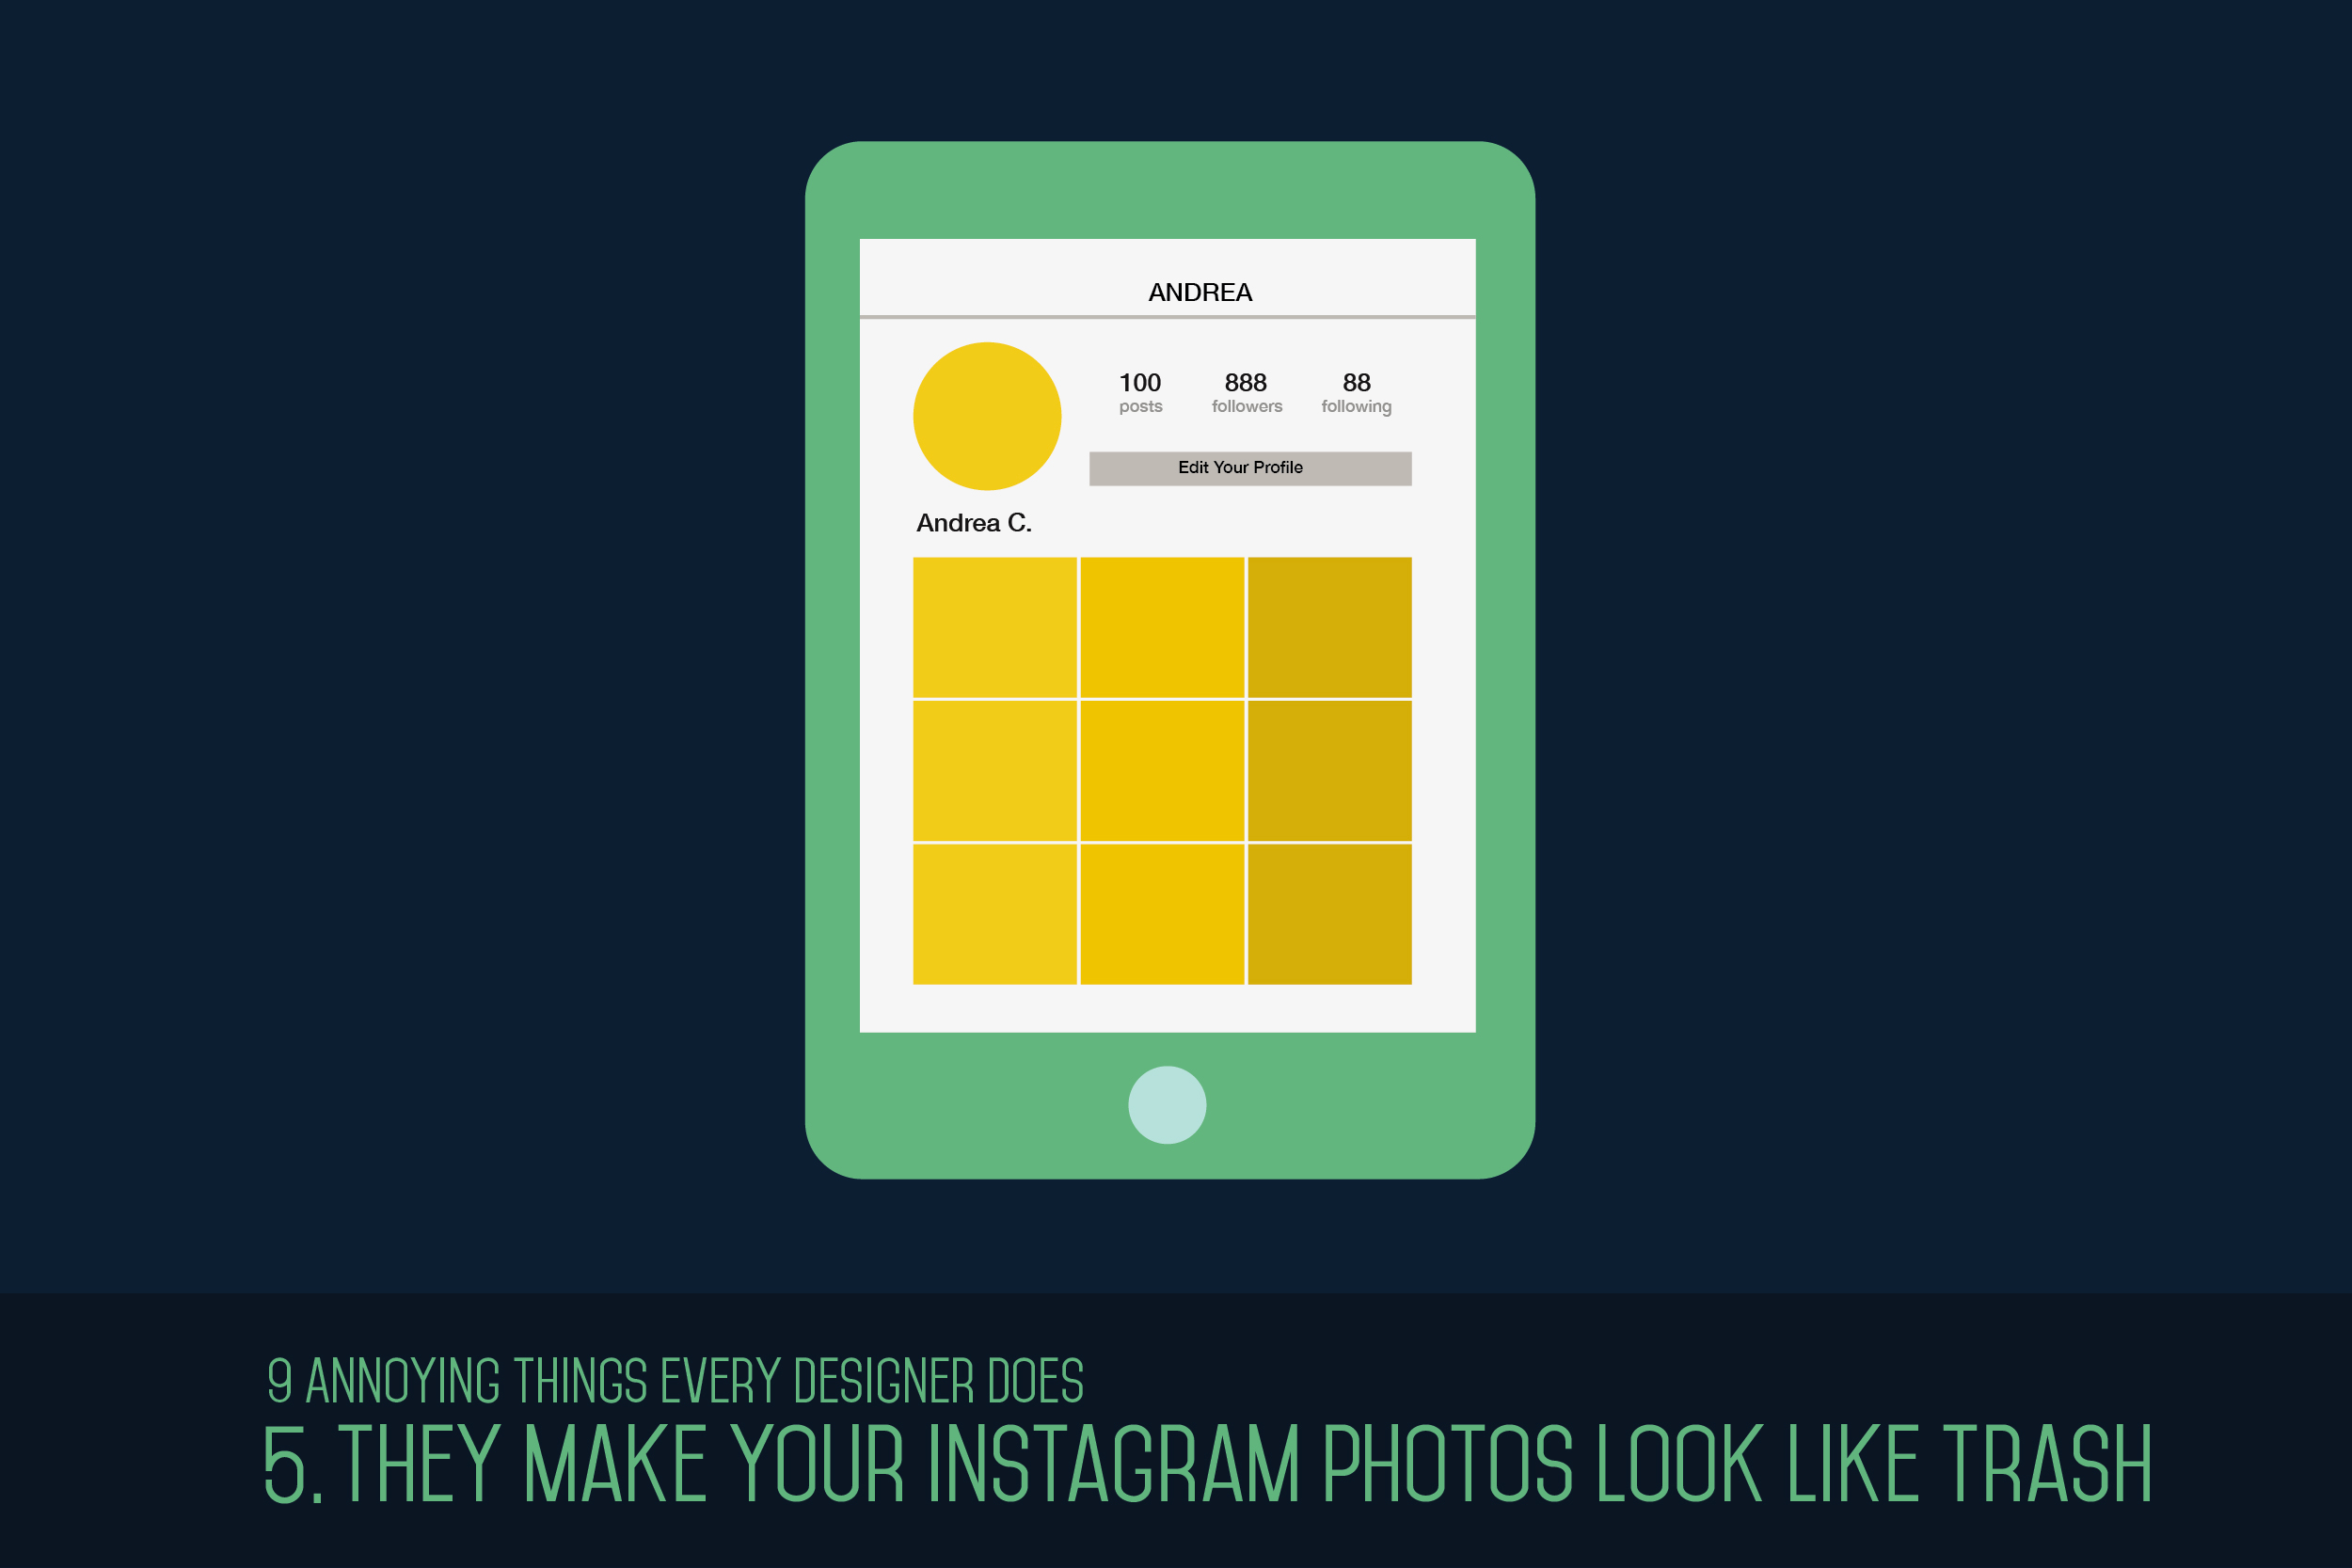 ANDREA
100 888 88
posts followers following
Edit Your Profile
Andrea C.
9 ANNOYING THINGS EVERY DESIGNER DOES
5. THEY MAKE YOUR INSTAGRAM PHOTOS LOOK LIKE TRASH